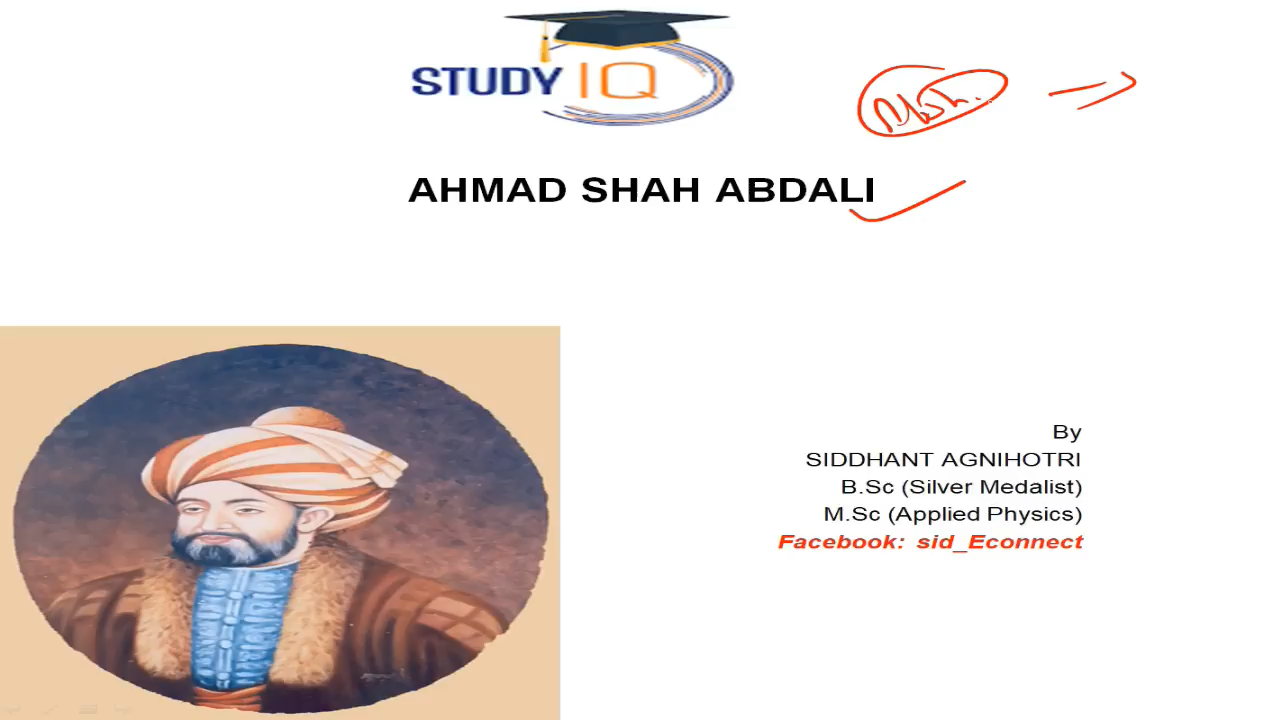 STUDY IQ
AHMAD SHAH ABDALI
By
SIDDHANT AGNIHOTRI
B.Sc (Silver Medalist)
M.Sc (Applied Physics)
Facebook: sid_Econnect